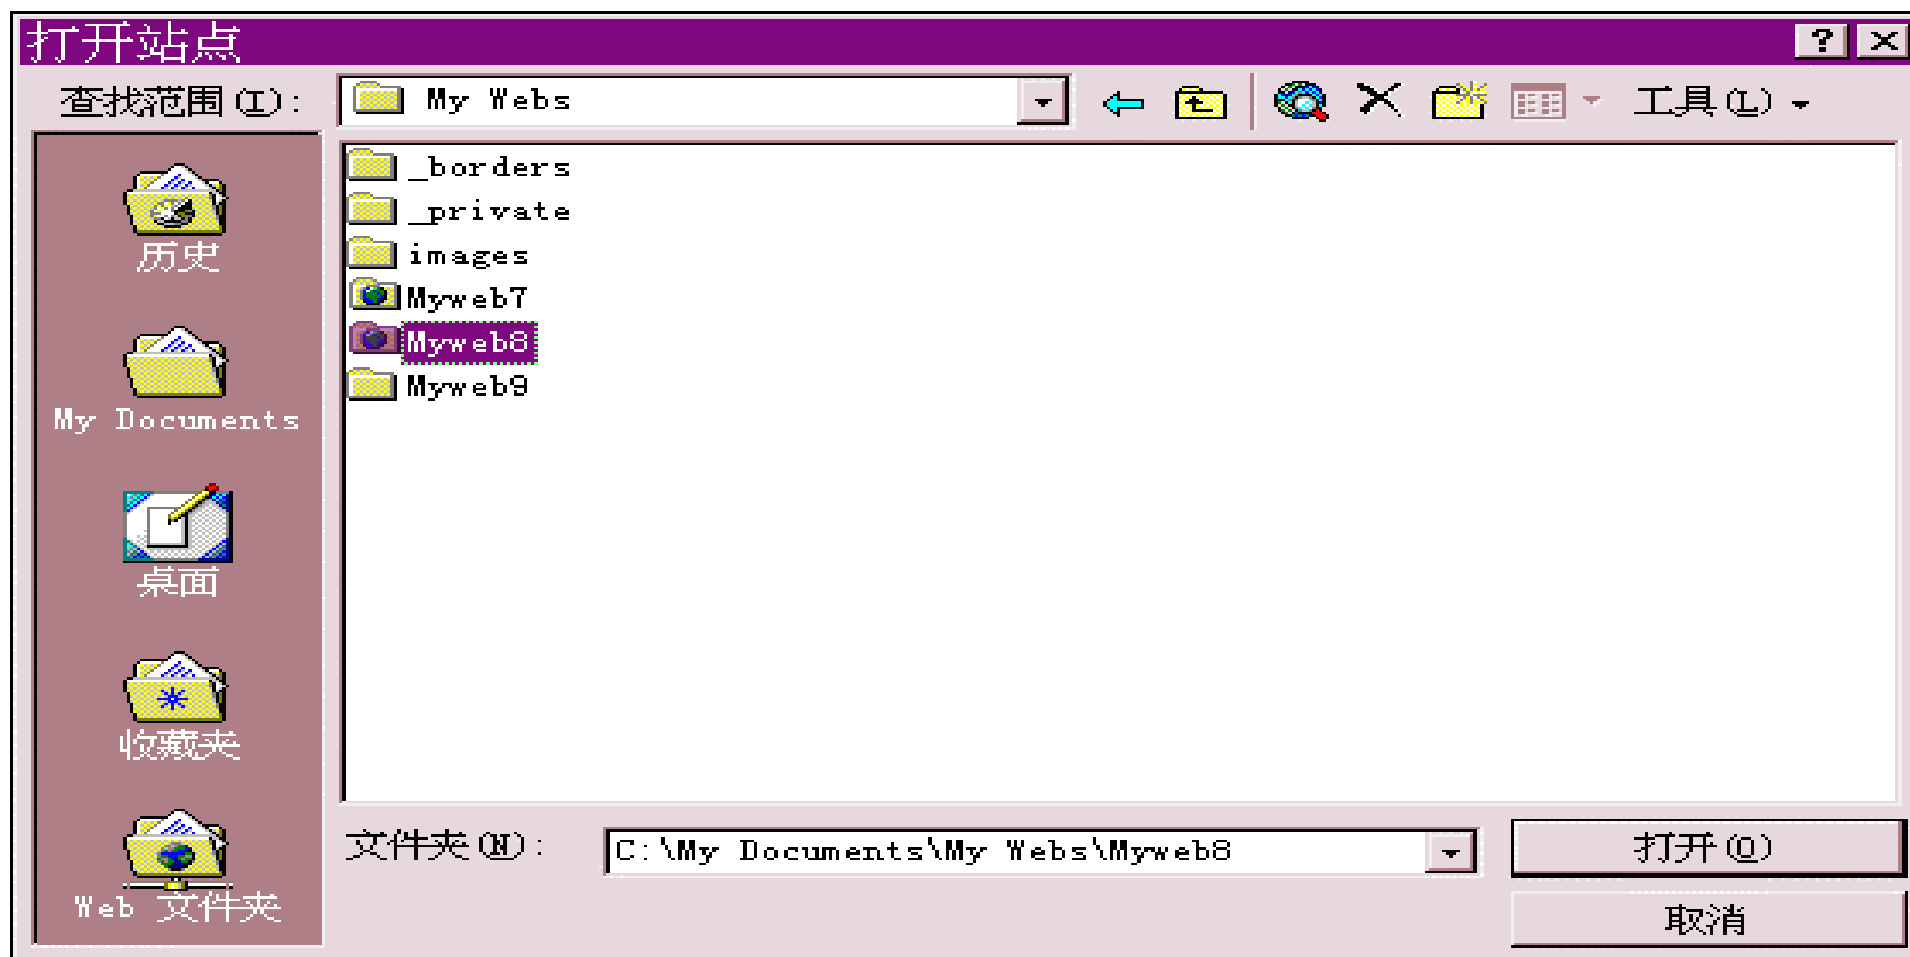 打开站点
查找范围(I):
My Webs
工具(L)
历史
My Documents
桌面
收藏夹
Web 文件夹
_borders
_private
images
Myweb7
Myweb8
Myweb9
文件夹(N):
C:\My Documents\My Webs\Myweb8
打开(O)
取消